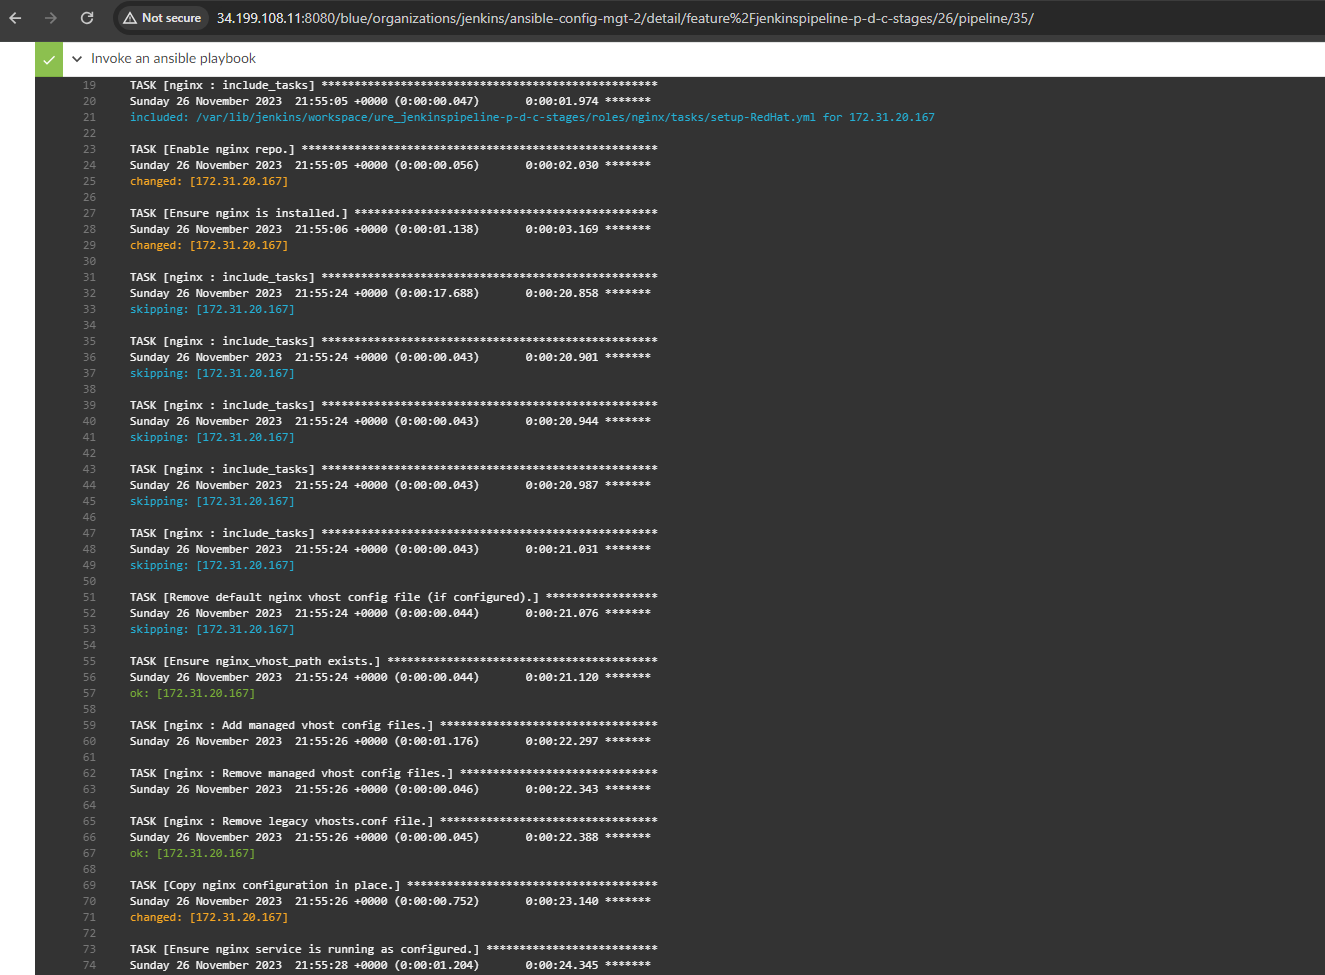 Not secure 34.199.108.11:8080/blue/organizations/jenkins/ansible-config-mgt-2/detail/feature%2Fjenkinspipeline-p-d-c-stages/26/pipeline/35/
Invoke an ansible playbook
19 TASK [nginx : include_tasks] ***************************************************
20 Sunday 26 November 2023  21:55:05 +0000 (0:00:00.047)       0:00:01.974 *******
21 included: /var/lib/jenkins/workspace/ure_jenkinspipeline-p-d-c-stages/roles/nginx/tasks/setup-RedHat.yml for 172.31.20.167
22
23 TASK [Enable nginx repo.] ******************************************************
24 Sunday 26 November 2023  21:55:05 +0000 (0:00:00.056)       0:00:02.030 *******
25 changed: [172.31.20.167]
26
27 TASK [Ensure nginx is installed.] **********************************************
28 Sunday 26 November 2023  21:55:06 +0000 (0:00:01.138)       0:00:03.169 *******
29 changed: [172.31.20.167]
30
31 TASK [nginx : include_tasks] ***************************************************
32 Sunday 26 November 2023  21:55:24 +0000 (0:00:17.688)       0:00:20.858 *******
33 skipping: [172.31.20.167]
34
35 TASK [nginx : include_tasks] ***************************************************
36 Sunday 26 November 2023  21:55:24 +0000 (0:00:00.043)       0:00:20.901 *******
37 skipping: [172.31.20.167]
38
39 TASK [nginx : include_tasks] ***************************************************
40 Sunday 26 November 2023  21:55:24 +0000 (0:00:00.043)       0:00:20.944 *******
41 skipping: [172.31.20.167]
42
43 TASK [nginx : include_tasks] ***************************************************
44 Sunday 26 November 2023  21:55:24 +0000 (0:00:00.043)       0:00:20.987 *******
45 skipping: [172.31.20.167]
46
47 TASK [nginx : include_tasks] ***************************************************
48 Sunday 26 November 2023  21:55:24 +0000 (0:00:00.043)       0:00:21.031 *******
49 skipping: [172.31.20.167]
50
51 TASK [Remove default nginx vhost config file (if configured).] *****************
52 Sunday 26 November 2023  21:55:24 +0000 (0:00:00.044)       0:00:21.076 *******
53 skipping: [172.31.20.167]
54
55 TASK [Ensure nginx_vhost_path exists.] *****************************************
56 Sunday 26 November 2023  21:55:24 +0000 (0:00:00.044)       0:00:21.120 *******
57 ok: [172.31.20.167]
58
59 TASK [nginx : Add managed vhost config files.] *********************************
60 Sunday 26 November 2023  21:55:26 +0000 (0:00:01.176)       0:00:22.297 *******
61
62 TASK [nginx : Remove managed vhost config files.] ******************************
63 Sunday 26 November 2023  21:55:26 +0000 (0:00:00.046)       0:00:22.343 *******
64
65 TASK [nginx : Remove legacy vhosts.conf file.] *********************************
66 Sunday 26 November 2023  21:55:26 +0000 (0:00:00.045)       0:00:22.388 *******
67 ok: [172.31.20.167]
68
69 TASK [Copy nginx configuration in place.] **************************************
70 Sunday 26 November 2023  21:55:26 +0000 (0:00:00.752)       0:00:23.140 *******
71 changed: [172.31.20.167]
72
73 TASK [Ensure nginx service is running as configured.] **************************
74 Sunday 26 November 2023  21:55:28 +0000 (0:00:01.204)       0:00:24.345 *******